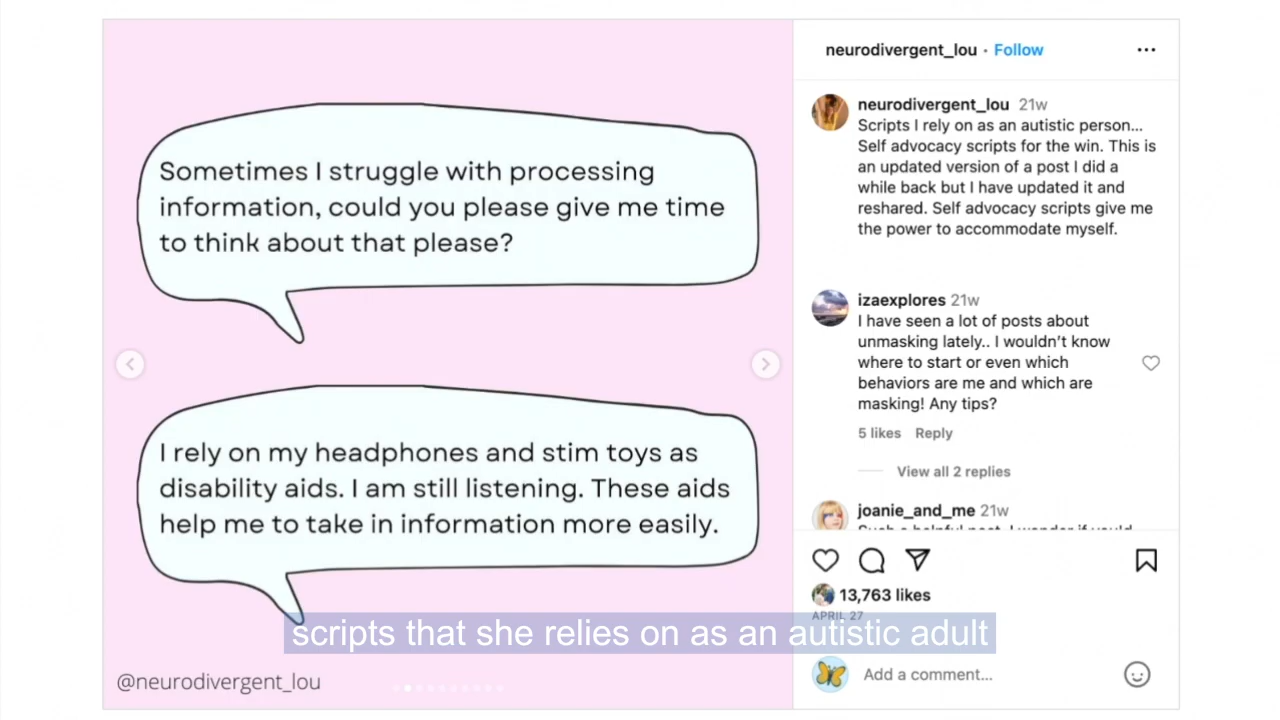 Sometimes I struggle with processing
information, could you please give me time
to think about that please?
I rely on my headphones and stim toys as
disability aids. I am still listening. These aids
help me to take in information more easily.
@neurodivergent_lou
neurodivergent_lou · Follow
neurodivergent_lou 21w
Scripts I rely on as an autistic person...
Self advocacy scripts for the win. This is
an updated version of a post I did a
while back but I have updated it and
reshared. Self advocacy scripts give me
the power to accommodate myself.
izaexplores 21w
I have seen a lot of posts about
unmasking lately.. I wouldn't know
where to start or even which
behaviors are me and which are
masking! Any tips?
5 likes Reply
View all 2 replies
joanie_and_me 21w
Such a helpful post. I wonder if you'd
13,763 likes
APRIL 27
Add a comment...
scripts that she relies on as an autistic adult